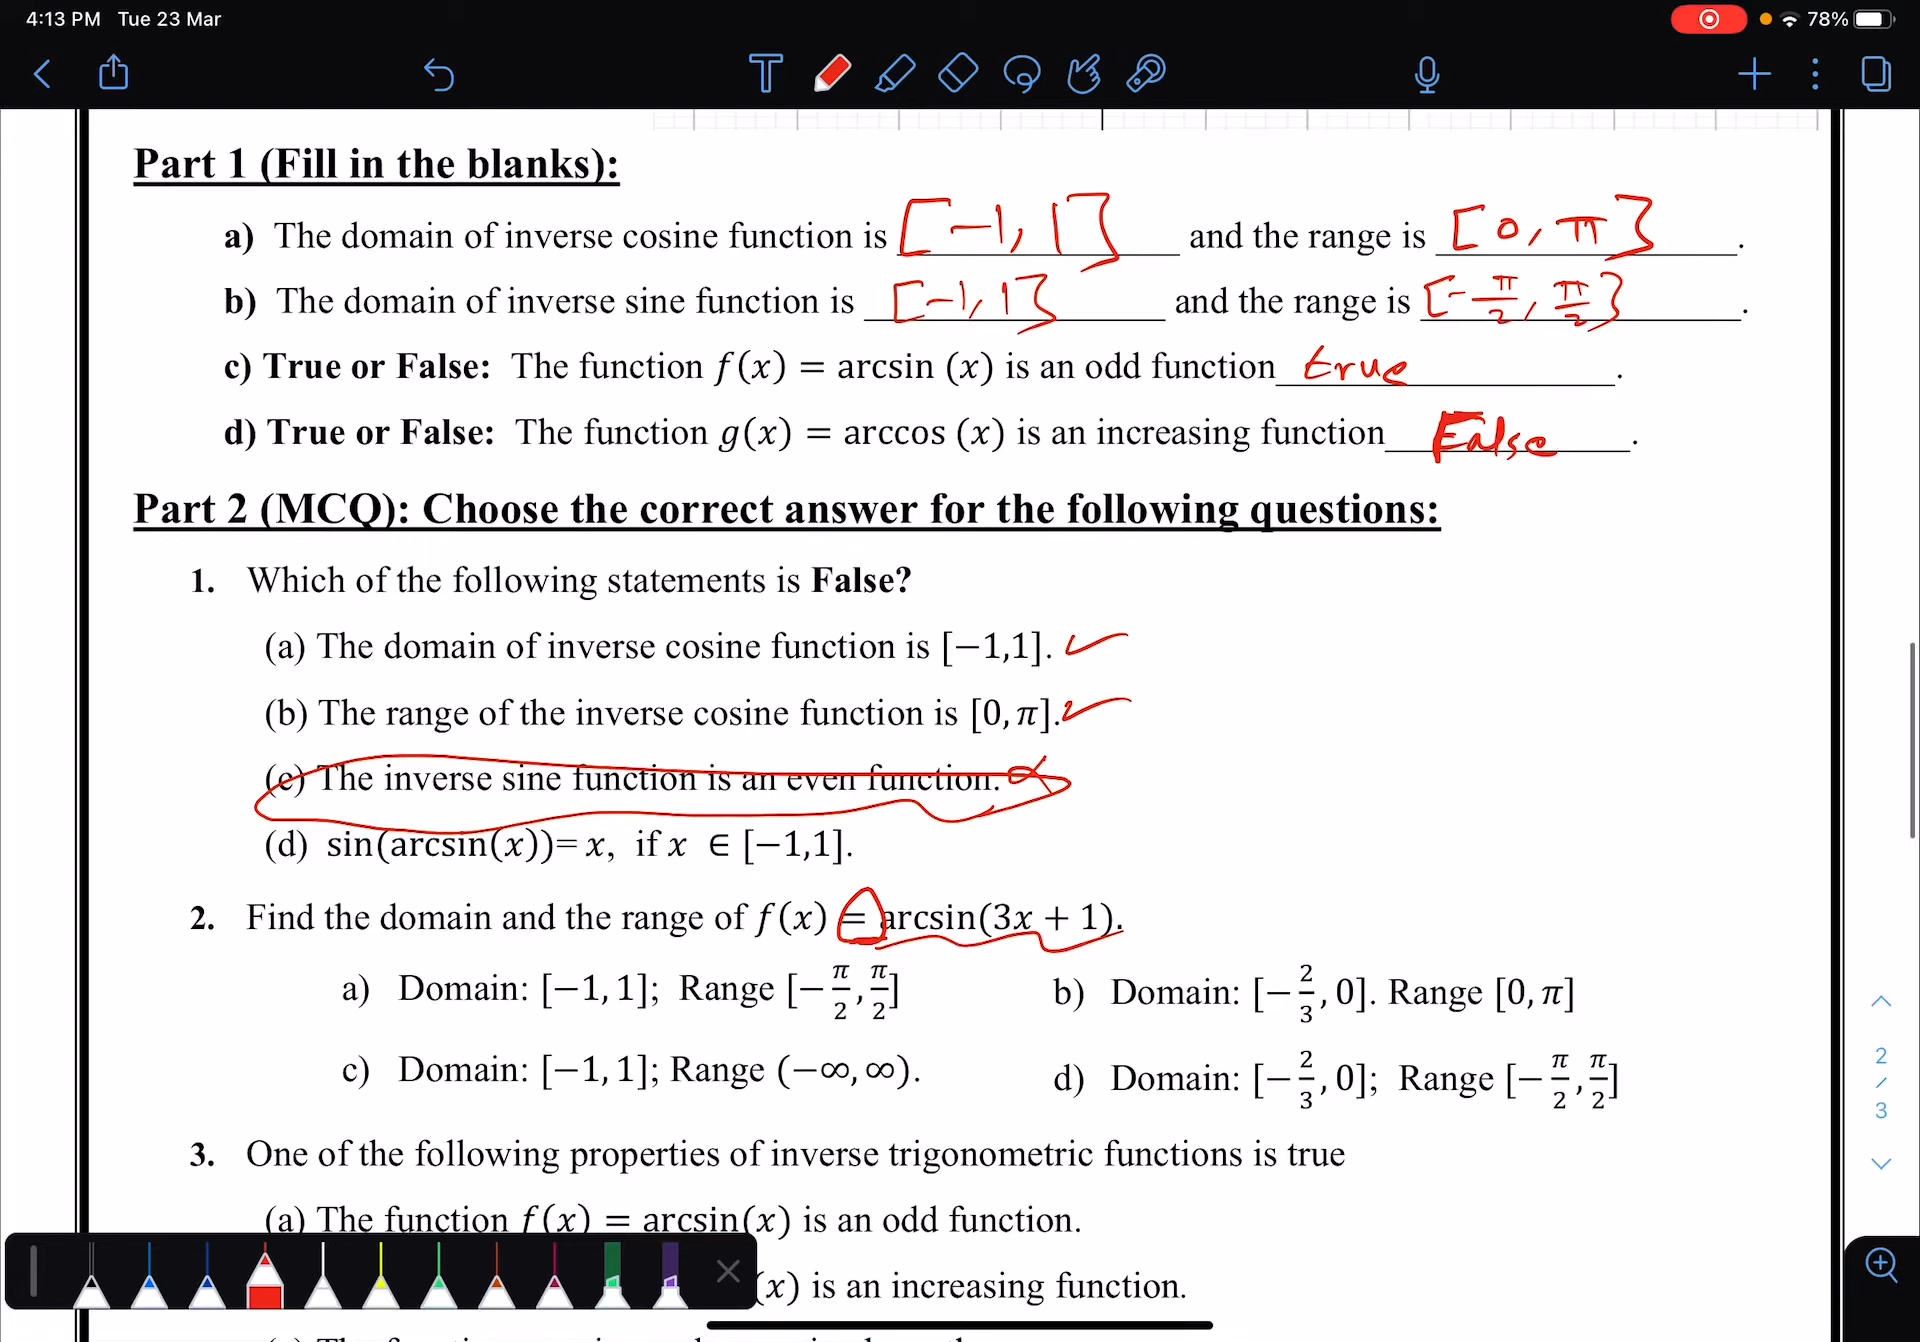 4:13 PM Tue 23 Mar
78%
Part 1 (Fill in the blanks):
a) The domain of inverse cosine function is [-1, 1] and the range is [0, π].
b) The domain of inverse sine function is [-1, 1] and the range is [-π/2, π/2].
c) True or False: The function f(x) = arcsin (x) is an odd function true.
d) True or False: The function g(x) = arccos (x) is an increasing function False.
Part 2 (MCQ): Choose the correct answer for the following questions:
1. Which of the following statements is False?
(a) The domain of inverse cosine function is [−1,1]. ✓
(b) The range of the inverse cosine function is [0, π]. ✓
(c) The inverse sine function is an even function.
(d) sin(arcsin(x))= x, if x ∈ [−1,1].
2. Find the domain and the range of f(x) = arcsin(3x + 1).
a) Domain: [−1, 1]; Range [−π/2, π/2] b) Domain: [−2/3, 0]. Range [0, π]
c) Domain: [−1, 1]; Range (−∞, ∞). d) Domain: [−2/3, 0]; Range [−π/2, π/2]
3. One of the following properties of inverse trigonometric functions is true
(a) The function f(x) = arcsin(x) is an odd function.
(x) is an increasing function.
2
/
3